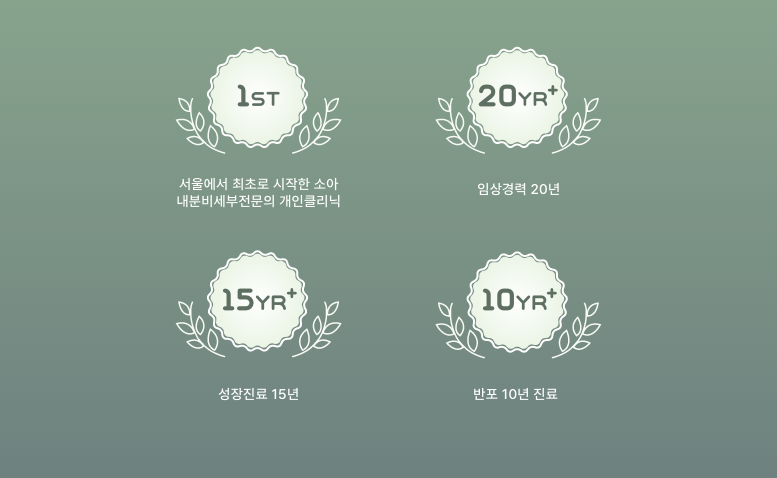 1ST
20YR+
서울에서 최초로 시작한 소아
내분비세부전문의 개인클리닉
임상경력 20년
15YR+
10YR+
성장진료 15년
반포 10년 진료